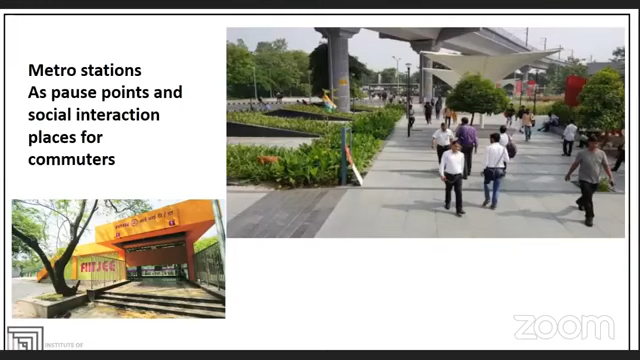 Metro stations
As pause points and
social interaction
places for
commuters
FIITJEE
INSTITUTE OF
zoom